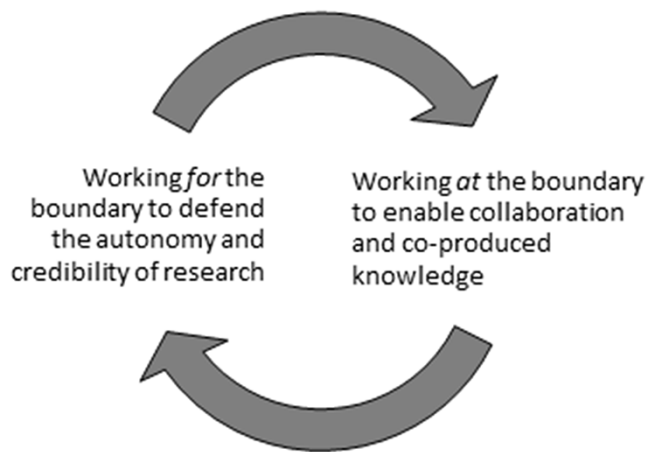 Working for the
boundary to defend
the autonomy and
credibility of research
Working at the boundary
to enable collaboration
and co-produced
knowledge